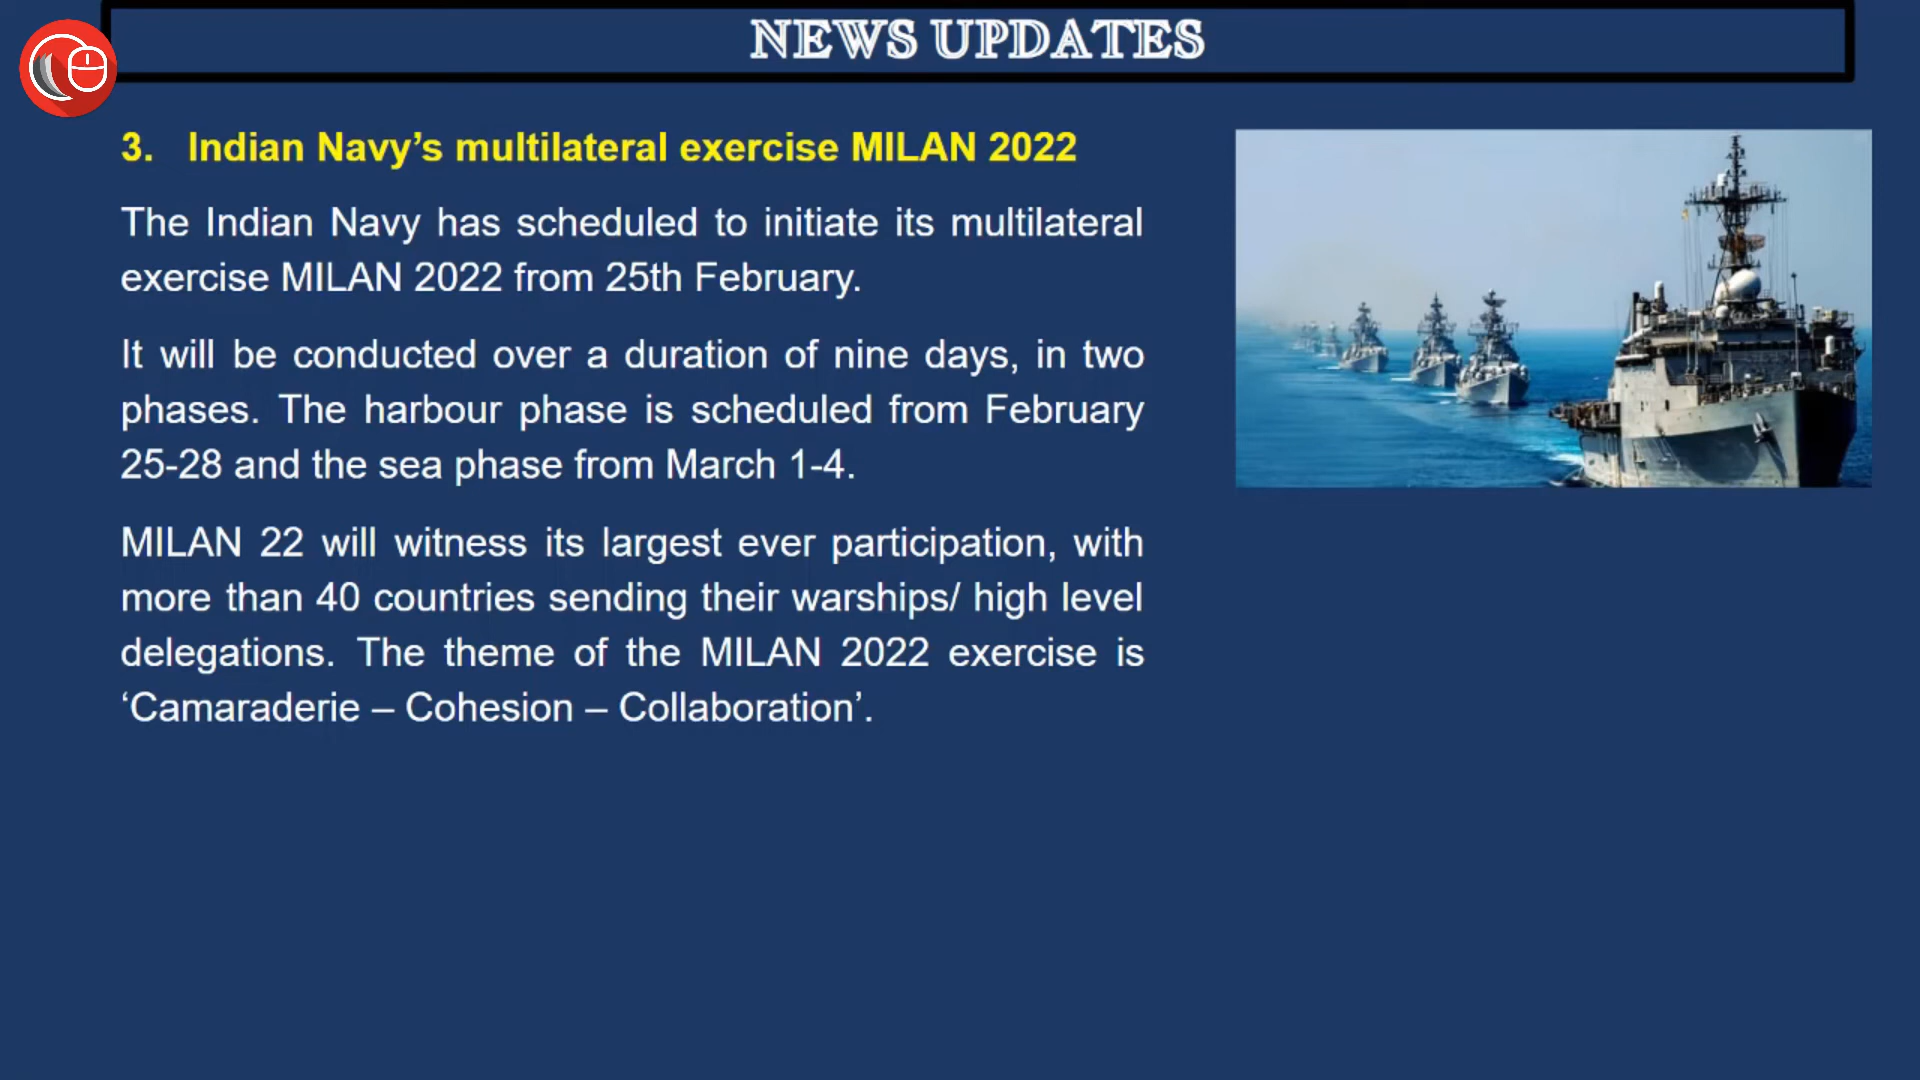 NEWS UPDATES
3. Indian Navy’s multilateral exercise MILAN 2022
The Indian Navy has scheduled to initiate its multilateral
exercise MILAN 2022 from 25th February.
It will be conducted over a duration of nine days, in two
phases. The harbour phase is scheduled from February
25-28 and the sea phase from March 1-4.
MILAN 22 will witness its largest ever participation, with
more than 40 countries sending their warships/ high level
delegations. The theme of the MILAN 2022 exercise is
‘Camaraderie – Cohesion – Collaboration’.